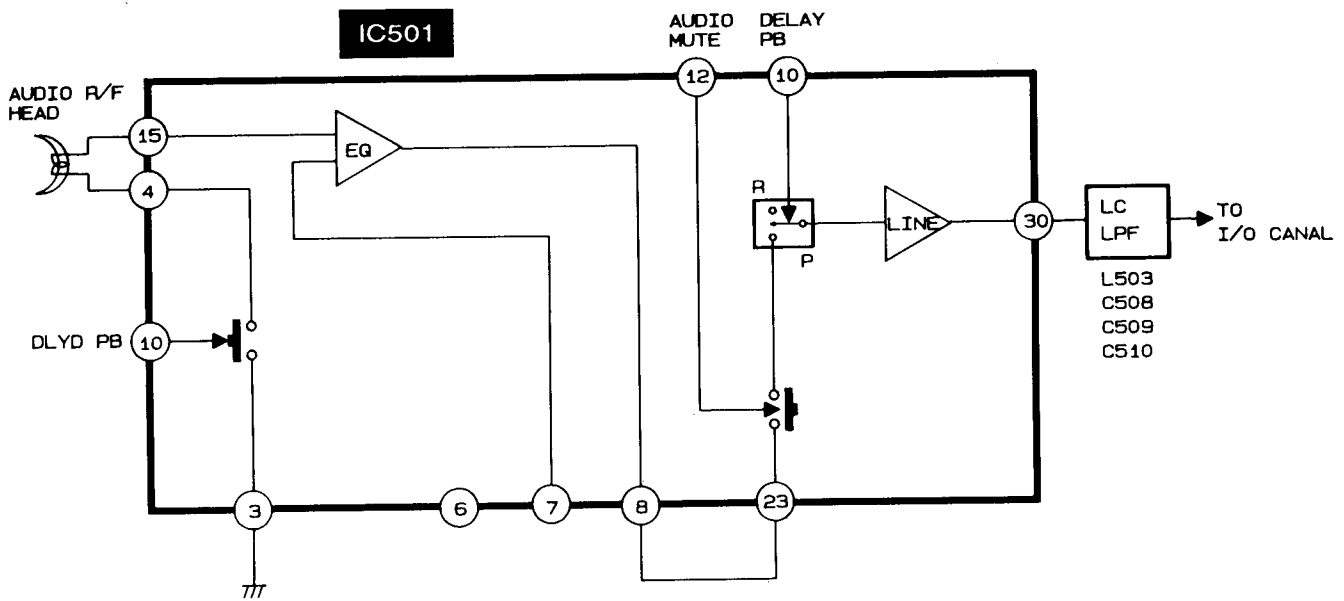 IC501
AUDIO MUTE
DELAY PB
12
10
AUDIO R/F HEAD
15
EQ
4
R
P
LINE
30
LC LPF
TO I/O CANAL
L503
C508
C509
C510
DLYD PB
10
3
6
7
8
23